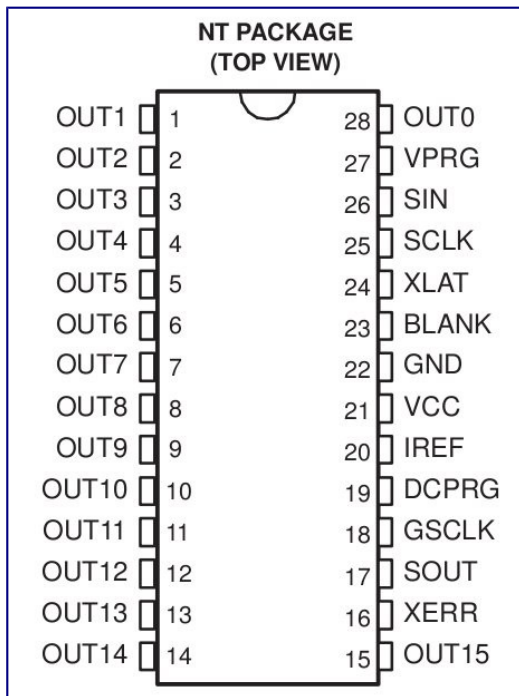 NT PACKAGE
(TOP VIEW)
OUT1 1 28 OUT0
OUT2 2 27 VPRG
OUT3 3 26 SIN
OUT4 4 25 SCLK
OUT5 5 24 XLAT
OUT6 6 23 BLANK
OUT7 7 22 GND
OUT8 8 21 VCC
OUT9 9 20 IREF
OUT10 10 19 DCPRG
OUT11 11 18 GSCLK
OUT12 12 17 SOUT
OUT13 13 16 XERR
OUT14 14 15 OUT15